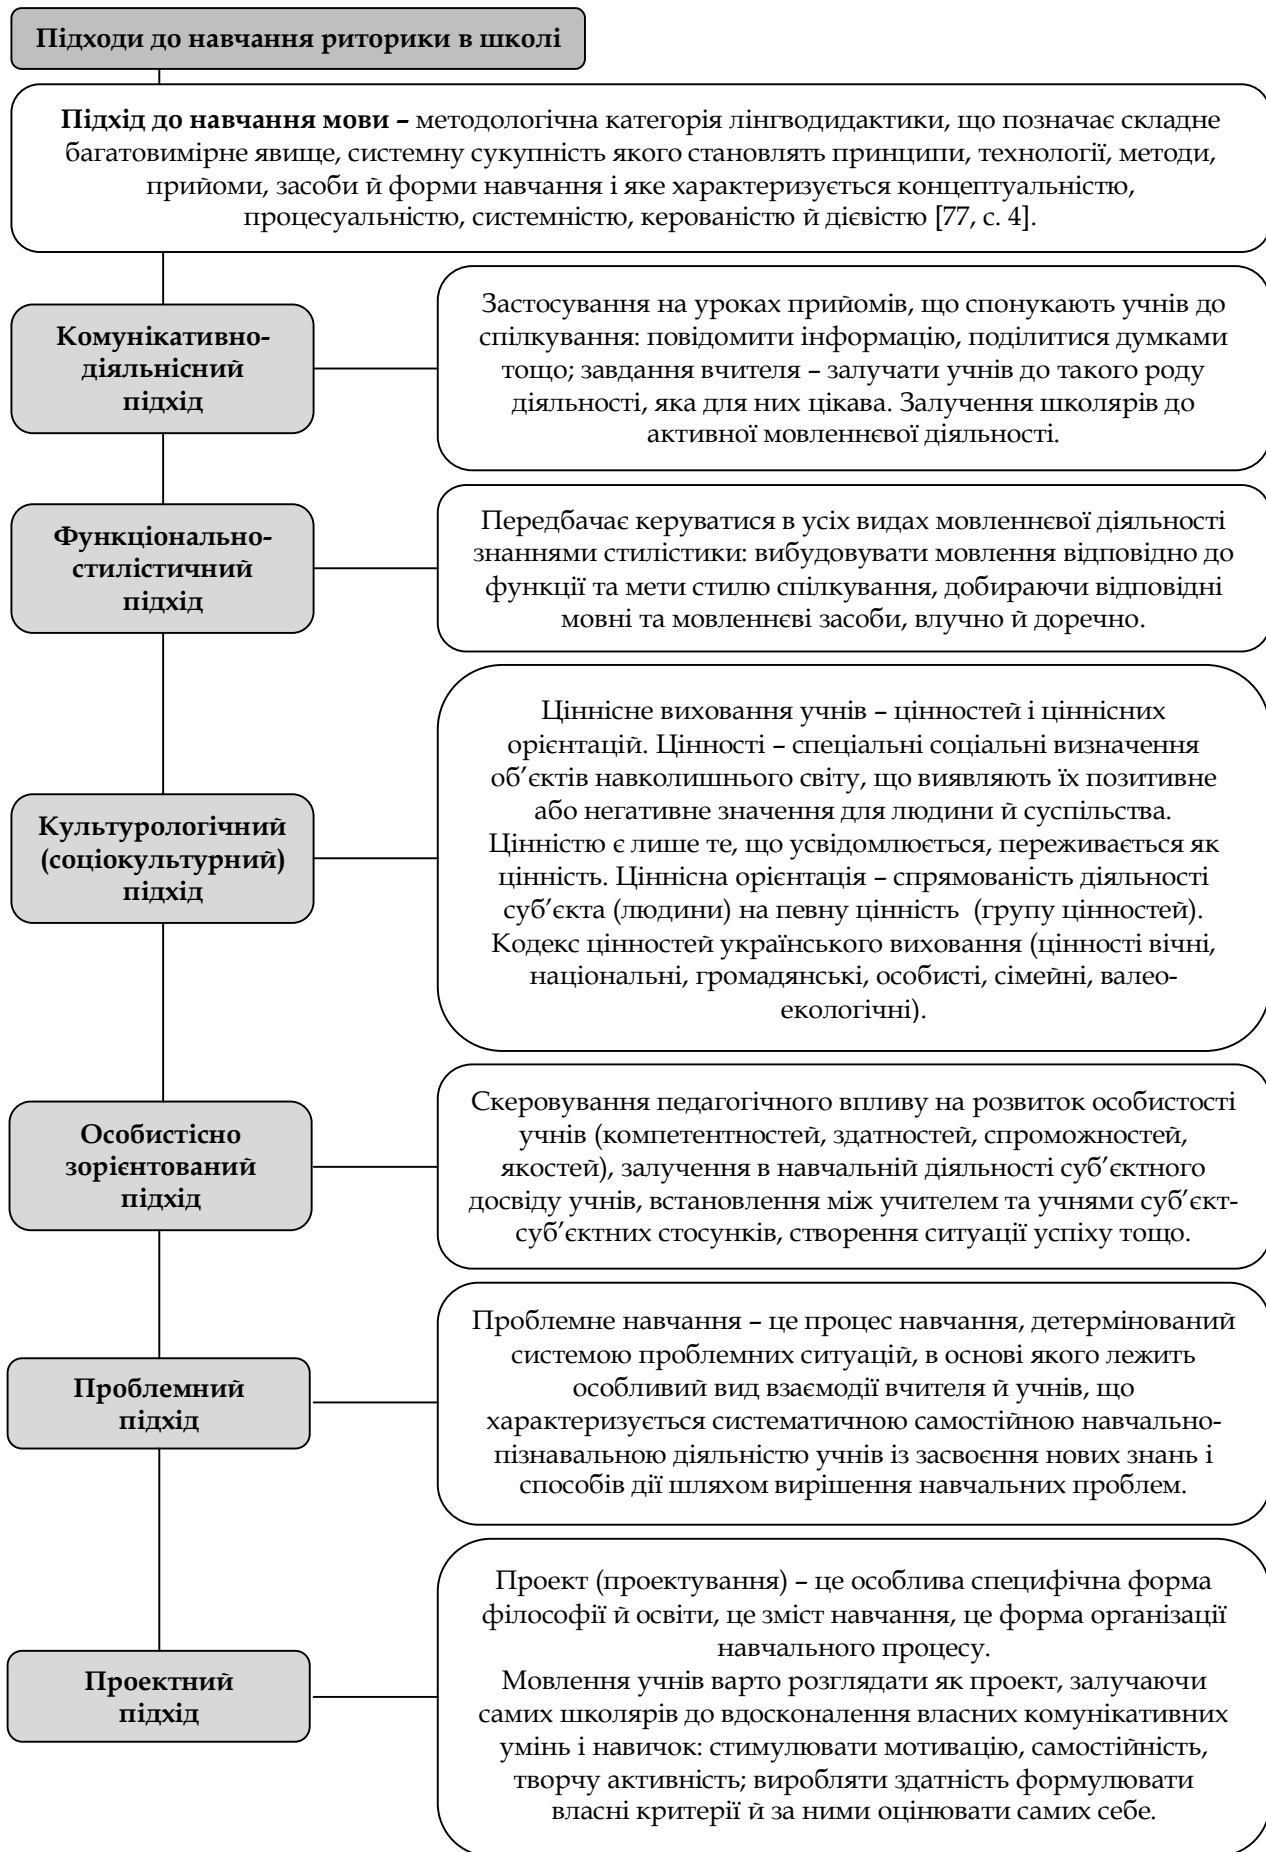 Підходи до навчання риторики в школі
Підхід до навчання мови – методологічна категорія лінгводидактики, що позначає складне
багатовимірне явище, системну сукупність якого становлять принципи, технології, методи,
прийоми, засоби й форми навчання і яке характеризується концептуальністю,
процесуальністю, системністю, керованістю й дієвістю [77, с. 4].
Комунікативно-
діяльнісний
підхід
Застосування на уроках прийомів, що спонукають учнів до
спілкування: повідомити інформацію, поділитися думками
тощо; завдання вчителя – залучати учнів до такого роду
діяльності, яка для них цікава. Залучення школярів до
активної мовленнєвої діяльності.
Функціонально-
стилістичний
підхід
Передбачає керуватися в усіх видах мовленнєвої діяльності
знаннями стилістики: вибудовувати мовлення відповідно до
функції та мети стилю спілкування, добираючи відповідні
мовні та мовленнєві засоби, влучно й доречно.
Культурологічний
(соціокультурний)
підхід
Ціннісне виховання учнів – цінностей і ціннісних
орієнтацій. Цінності – спеціальні соціальні визначення
об’єктів навколишнього світу, що виявляють їх позитивне
або негативне значення для людини й суспільства.
Цінністю є лише те, що усвідомлюється, переживається як
цінність. Ціннісна орієнтація – спрямованість діяльності
суб’єкта (людини) на певну цінність (групу цінностей).
Кодекс цінностей українського виховання (цінності вічні,
національні, громадянські, особисті, сімейні, валео-
екологічні).
Особистісно
зорієнтований
підхід
Скеровування педагогічного впливу на розвиток особистості
учнів (компетентностей, здатностей, спроможностей,
якостей), залучення в навчальній діяльності суб’єктного
досвіду учнів, встановлення між учителем та учнями суб’єкт-
суб’єктних стосунків, створення ситуації успіху тощо.
Проблемний
підхід
Проблемне навчання – це процес навчання, детермінований
системою проблемних ситуацій, в основі якого лежить
особливий вид взаємодії вчителя й учнів, що
характеризується систематичною самостійною навчально-
пізнавальною діяльністю учнів із засвоєння нових знань і
способів дії шляхом вирішення навчальних проблем.
Проектний
підхід
Проект (проектування) – це особлива специфічна форма
філософії й освіти, це зміст навчання, це форма організації
навчального процесу.
Мовлення учнів варто розглядати як проект, залучаючи
самих школярів до вдосконалення власних комунікативних
умінь і навичок: стимулювати мотивацію, самостійність,
творчу активність; виробляти здатність формулювати
власні критерії й за ними оцінювати самих себе.